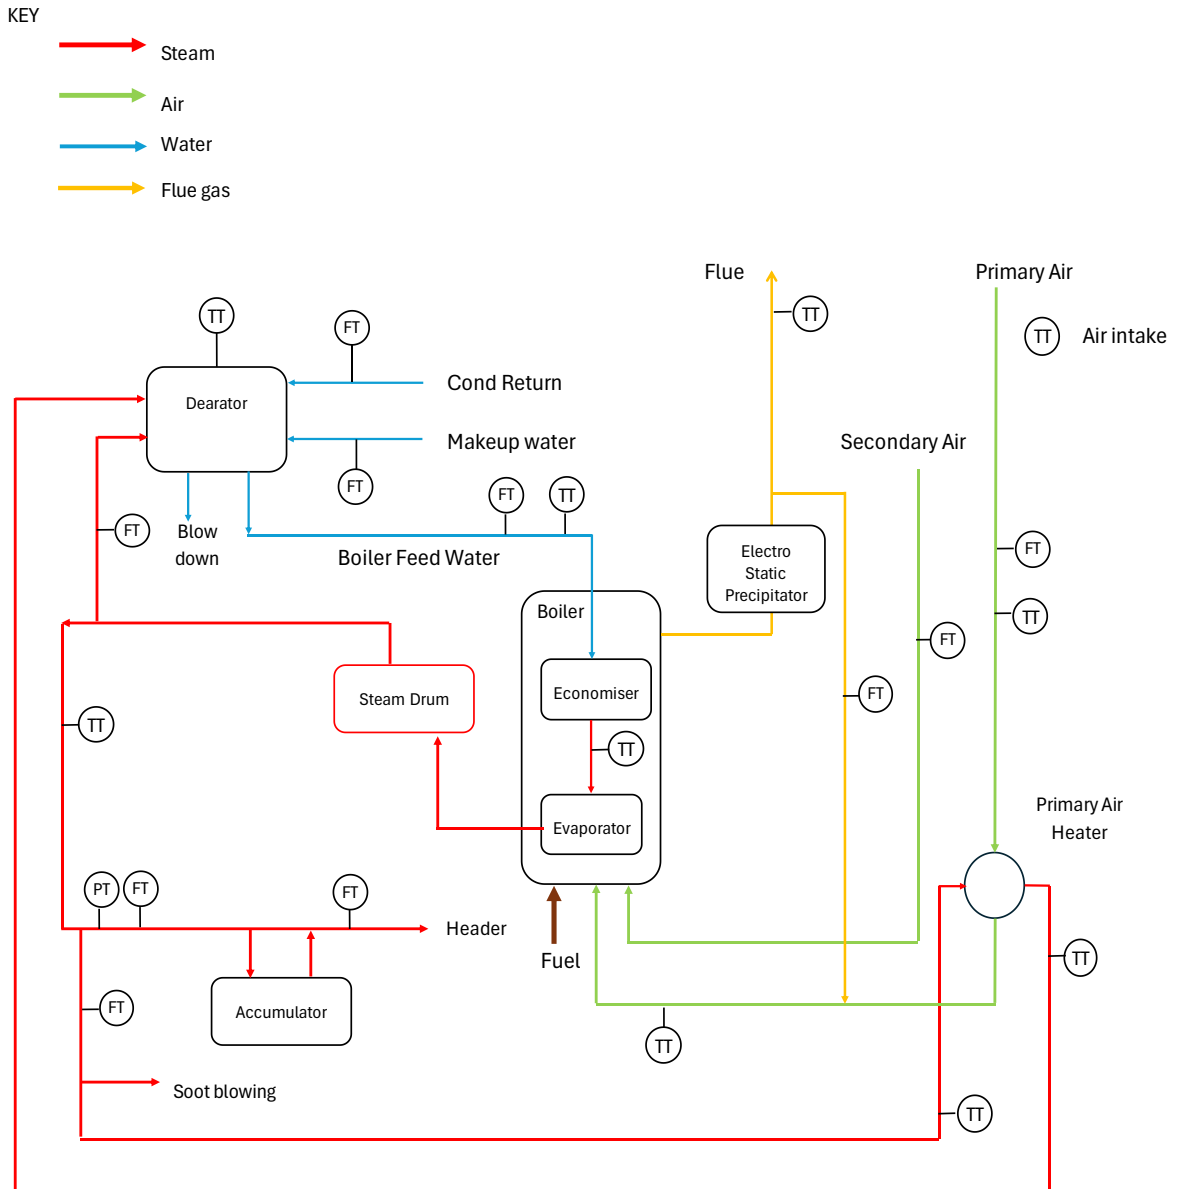 KEY
Steam
Air
Water
Flue gas
Flue
Primary Air
TT
TT
FT
TT
Air intake
Cond Return
Dearator
Makeup water
Secondary Air
FT
FT
TT
FT
Blow
down
Boiler Feed Water
Electro
Static
Precipitator
FT
TT
Boiler
FT
Steam Drum
Economiser
FT
TT
TT
Evaporator
Primary Air
Heater
PT
FT
FT
Header
Fuel
TT
FT
Accumulator
TT
Soot blowing
TT